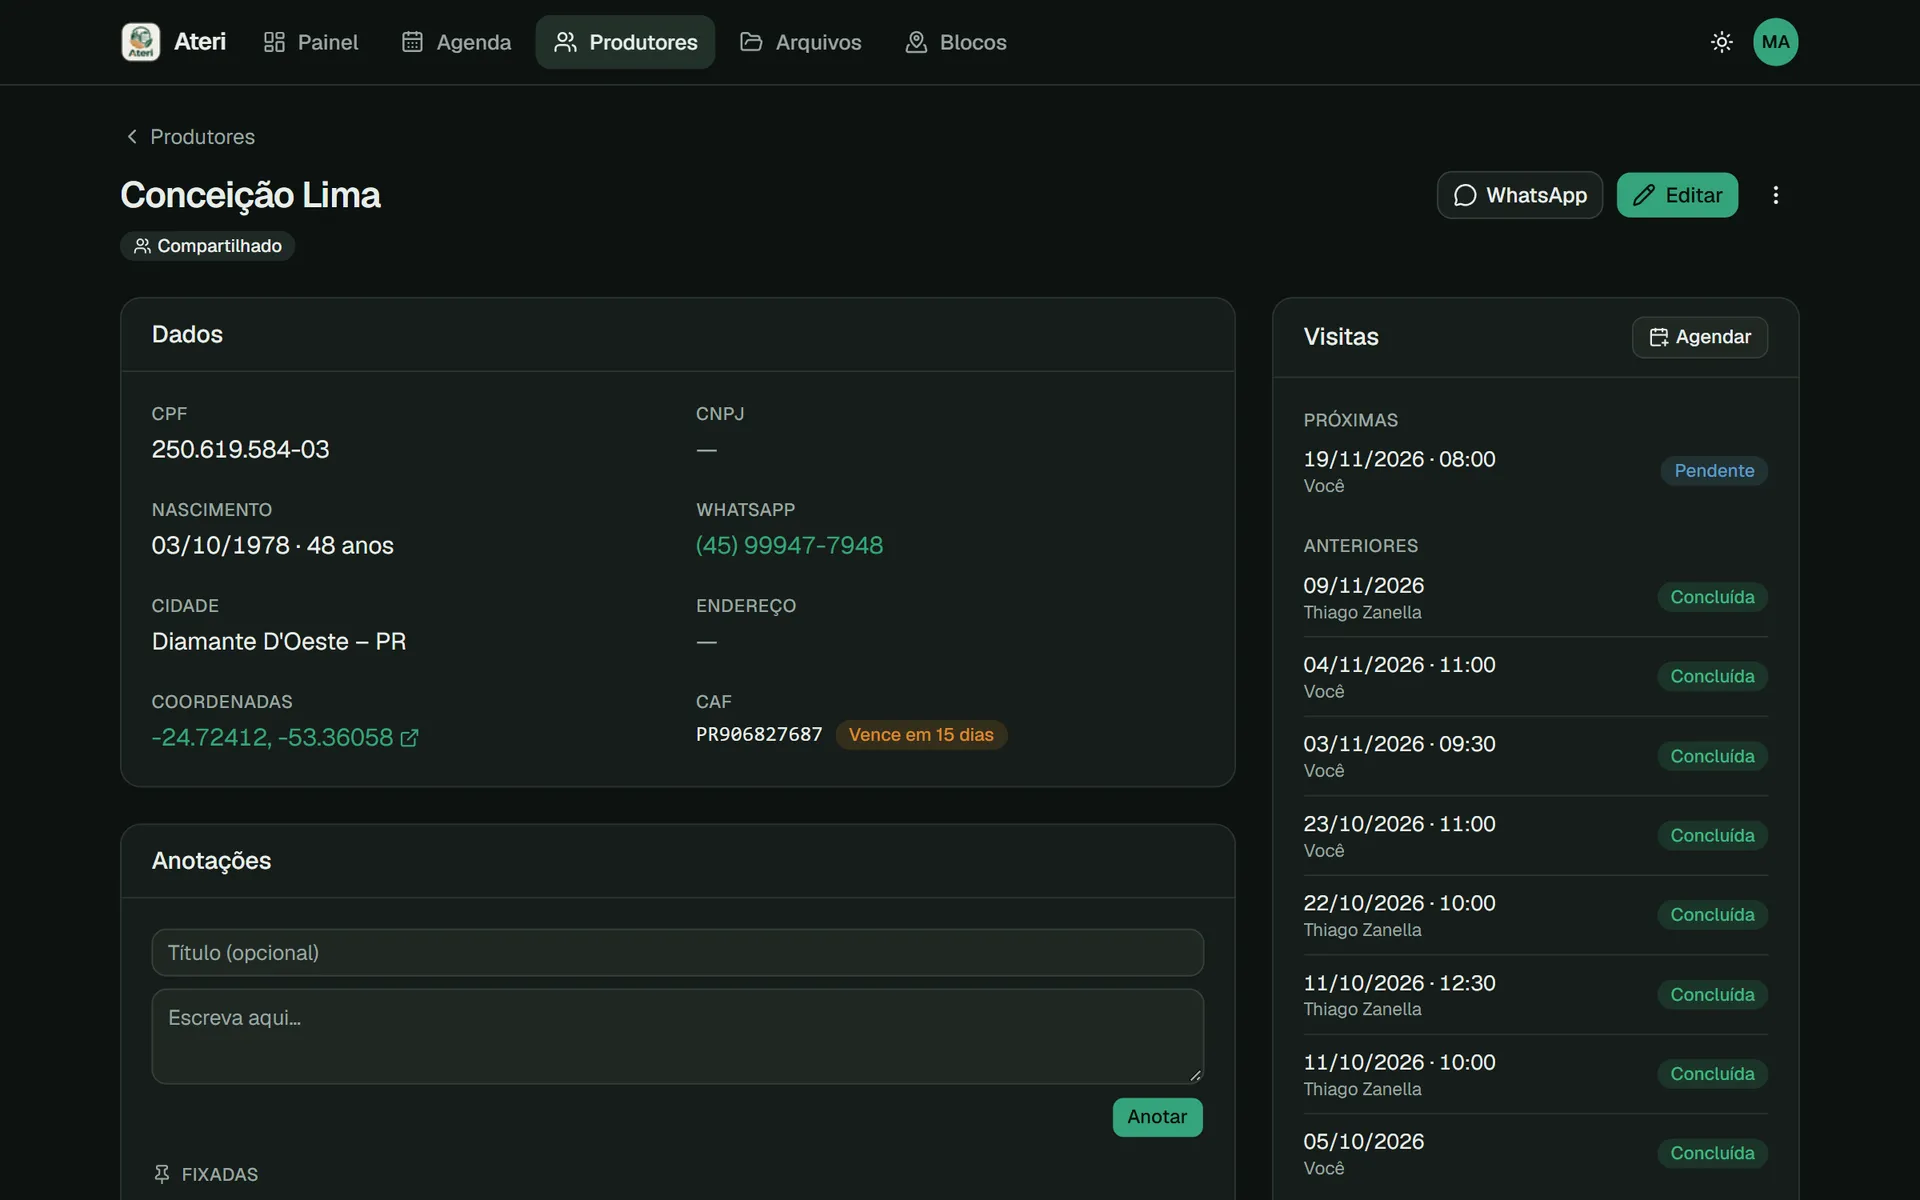 Ateri
Ateri
Painel
Agenda
Produtores
Arquivos
Blocos
MA
Produtores
Conceição Lima
Compartilhado
WhatsApp
Editar
Dados
CPF
250.619.584-03
CNPJ
—
NASCIMENTO
03/10/1978 · 48 anos
WHATSAPP
(45) 99947-7948
CIDADE
Diamante D'Oeste – PR
ENDEREÇO
—
COORDENADAS
-24.72412, -53.36058
CAF
PR906827687
Vence em 15 dias
Anotações
Título (opcional)
Escreva aqui...
Anotar
FIXADAS
Visitas
Agendar
PRÓXIMAS
19/11/2026 · 08:00
Você
Pendente
ANTERIORES
09/11/2026
Thiago Zanella
Concluída
04/11/2026 · 11:00
Você
Concluída
03/11/2026 · 09:30
Você
Concluída
23/10/2026 · 11:00
Você
Concluída
22/10/2026 · 10:00
Thiago Zanella
Concluída
11/10/2026 · 12:30
Thiago Zanella
Concluída
11/10/2026 · 10:00
Thiago Zanella
Concluída
05/10/2026
Você
Concluída